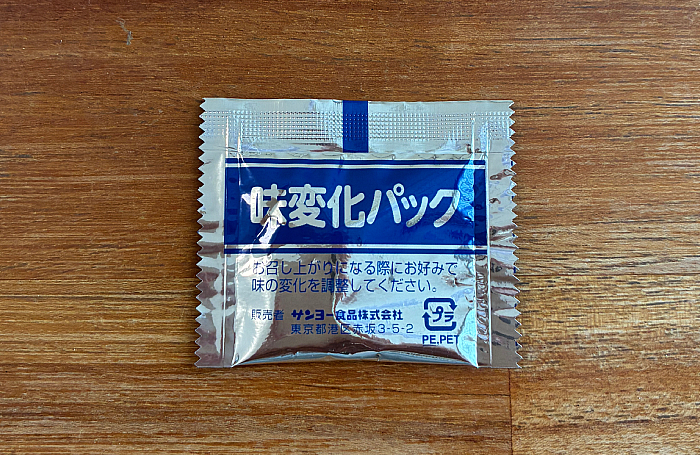 味変化パック
お召し上がりになる際にお好みで
味の変化を調整してください。
販売者 サンヨー食品株式会社
東京都港区赤坂3-5-2
プラ
PE.PET